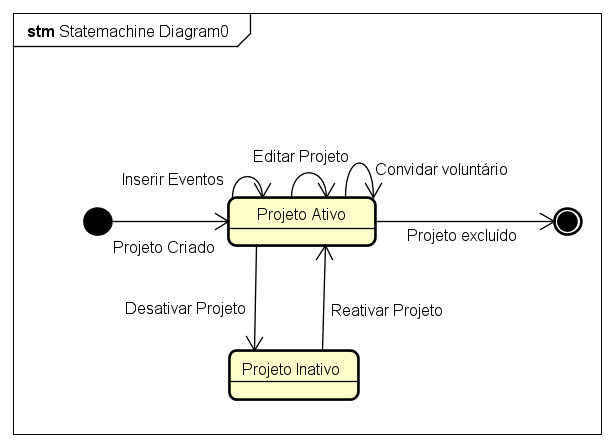 stm Statemachine Diagram0
Editar Projeto
Convidar voluntário
Inserir Eventos
Projeto Ativo
Projeto Criado
Projeto excluído
Desativar Projeto
Reativar Projeto
Projeto Inativo